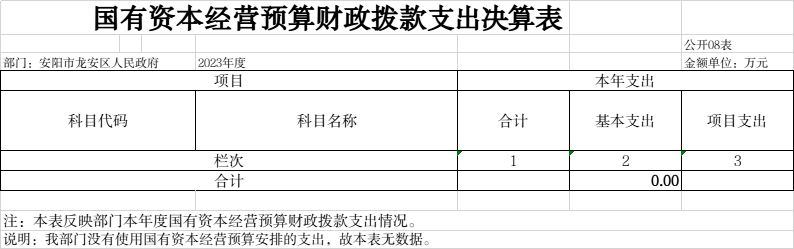 国有资本经营预算财政拨款支出决算表
公开08表
部门：安阳市龙安区人民政府 2023年度 金额单位：万元
项目 本年支出
科目代码 科目名称 合计 基本支出 项目支出
栏次 1 2 3
合计 0.00
注：本表反映部门本年度国有资本经营预算财政拨款支出情况。
说明：我部门没有使用国有资本经营预算安排的支出，故本表无数据。